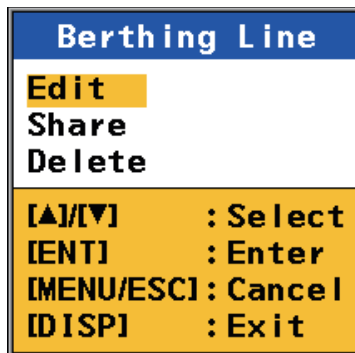 Berthing Line
Edit
Share
Delete
[▲]/[▼] :Select
[ENT] :Enter
[MENU/ESC]:Cancel
[DISP] :Exit